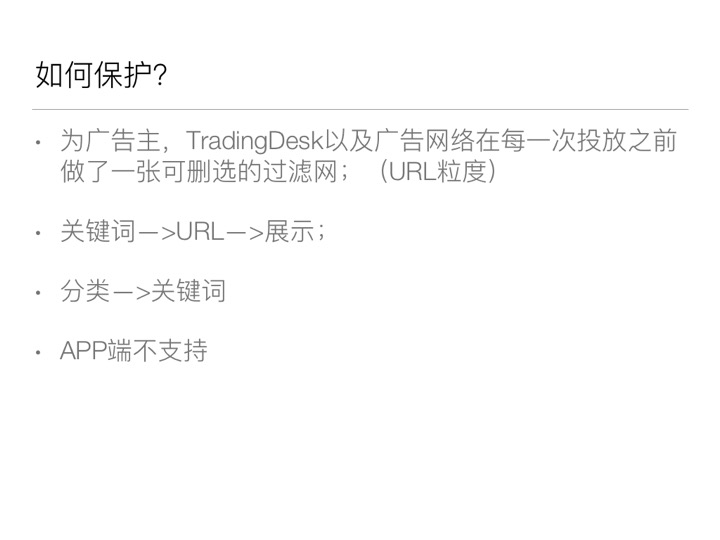 如何保护？
• 为广告主，TradingDesk以及广告网络在每一次投放之前
做了一张可删选的过滤网；（URL粒度）
• 关键词—>URL—>展示；
• 分类—>关键词
• APP端不支持